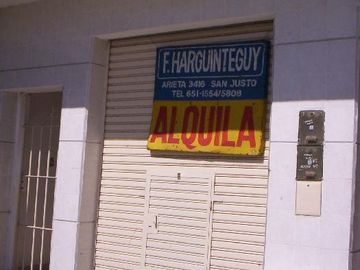 F. HARGUINTEGUY
ARIETA 3416 SAN JUSTO
TEL 651-1554/5808
ALQUILA